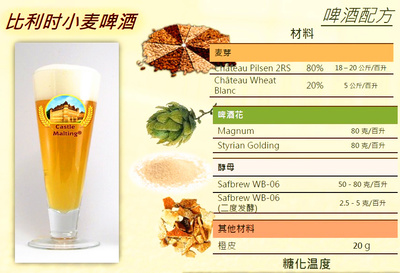 比利时小麦啤酒
啤酒配方
材料
麦芽
Château Pilsen 2RS 80% 18 – 20 公斤/百升
Château Wheat Blanc 20% 5 公斤/百升
啤酒花
Magnum 80 克/百升
Styrian Golding 80 克/百升
酵母
Safbrew WB-06 50 - 80 克/百升
Safbrew WB-06 (二度发酵) 2.5 - 5 克/百升
其他材料
橙皮 20 g
糖化温度
Castle
Malting®